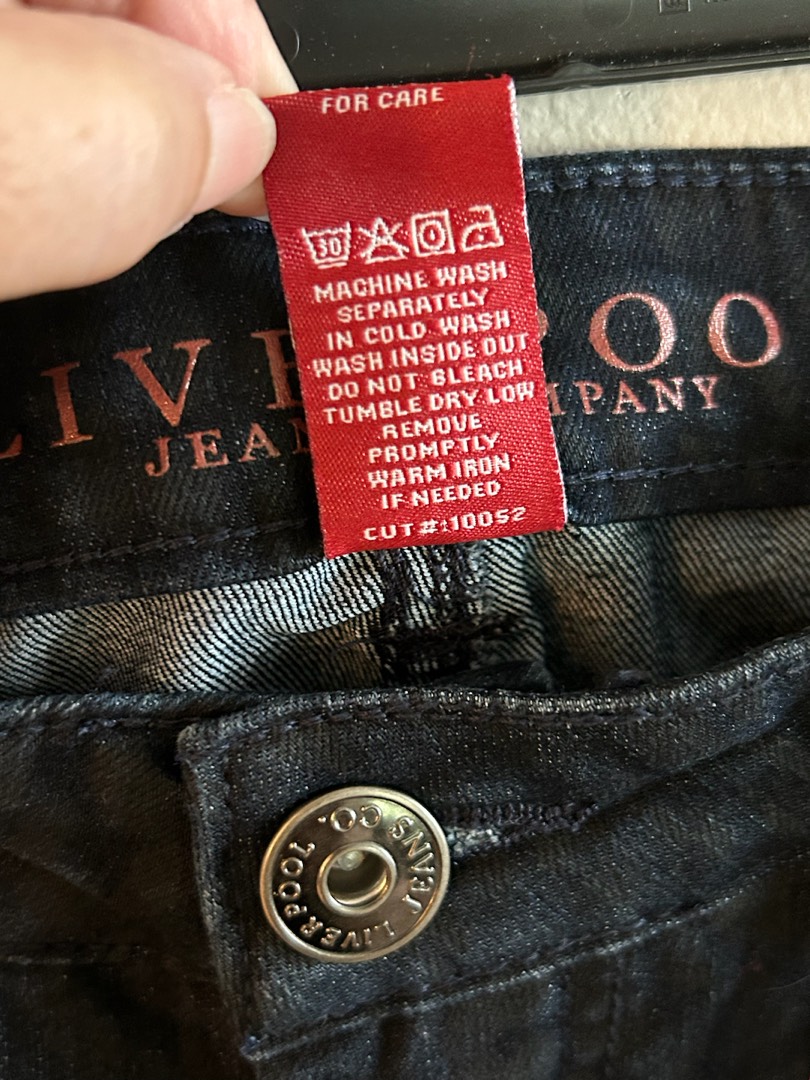 FOR CARE
30
MACHINE WASH
SEPARATELY
IN COLD WASH
WASH INSIDE OUT
DO NOT BLEACH
TUMBLE DRY LOW
REMOVE
PROMPTLY
WARM IRON
IF NEEDED
CUT #:10052
LIVE POO
JEAN MPANY
LIVERPOOL JEANS CO.